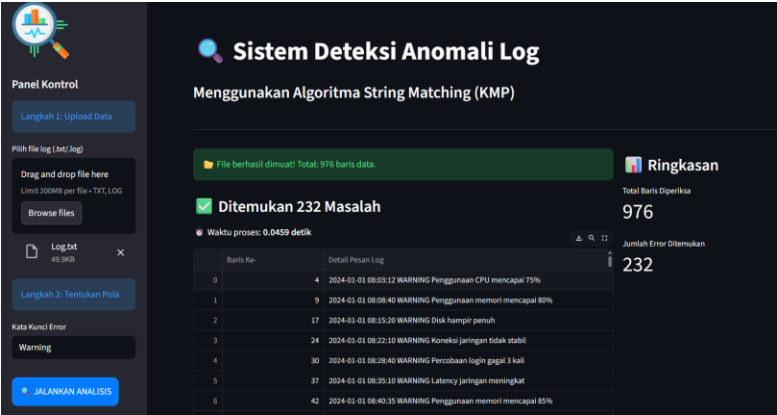 Panel Kontrol
Langkah 1: Upload Data
Pilih file log (.txt/.log)
Drag and drop file here
Limit 200MB per file • TXT, LOG
Browse files
Log.txt
49.9KB
Langkah 2: Tentukan Pola
Kata Kunci Error
Warning
JALANKAN ANALISIS
Sistem Deteksi Anomali Log
Menggunakan Algoritma String Matching (KMP)
File berhasil dimuat! Total: 976 baris data.
Ditemukan 232 Masalah
Waktu proses: 0.0459 detik
Baris Ke- Detail Pesan Log
0 4 2024-01-01 08:03:12 WARNING Penggunaan CPU mencapai 75%
1 9 2024-01-01 08:08:40 WARNING Penggunaan memori mencapai 80%
2 17 2024-01-01 08:15:20 WARNING Disk hampir penuh
3 24 2024-01-01 08:22:10 WARNING Koneksi jaringan tidak stabil
4 30 2024-01-01 08:28:40 WARNING Percobaan login gagal 3 kali
5 37 2024-01-01 08:35:10 WARNING Latency jaringan meningkat
6 42 2024-01-01 08:40:35 WARNING Penggunaan memori mencapai 85%
Ringkasan
Total Baris Diperiksa
976
Jumlah Error Ditemukan
232